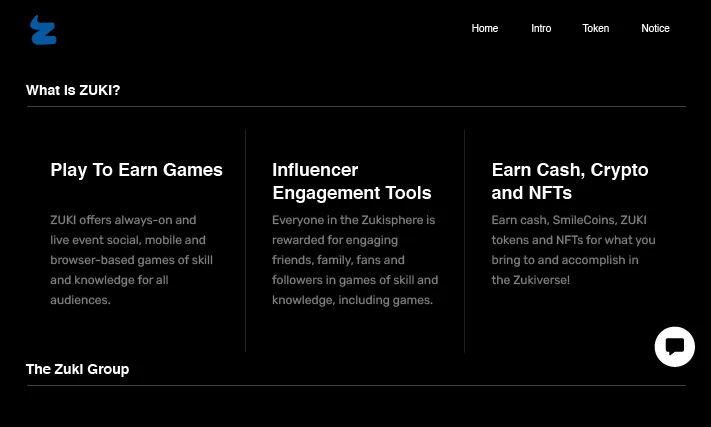 Home Intro Token Notice
What is ZUKI?
Play To Earn Games
ZUKI offers always-on and
live event social, mobile and
browser-based games of skill
and knowledge for all
audiences.
Influencer
Engagement Tools
Everyone in the Zukisphere is
rewarded for engaging
friends, family, fans and
followers in games of skill and
knowledge, including games.
Earn Cash, Crypto
and NFTs
Earn cash, SmileCoins, ZUKI
tokens and NFTs for what you
bring to and accomplish in
the Zukiverse!
The Zuki Group